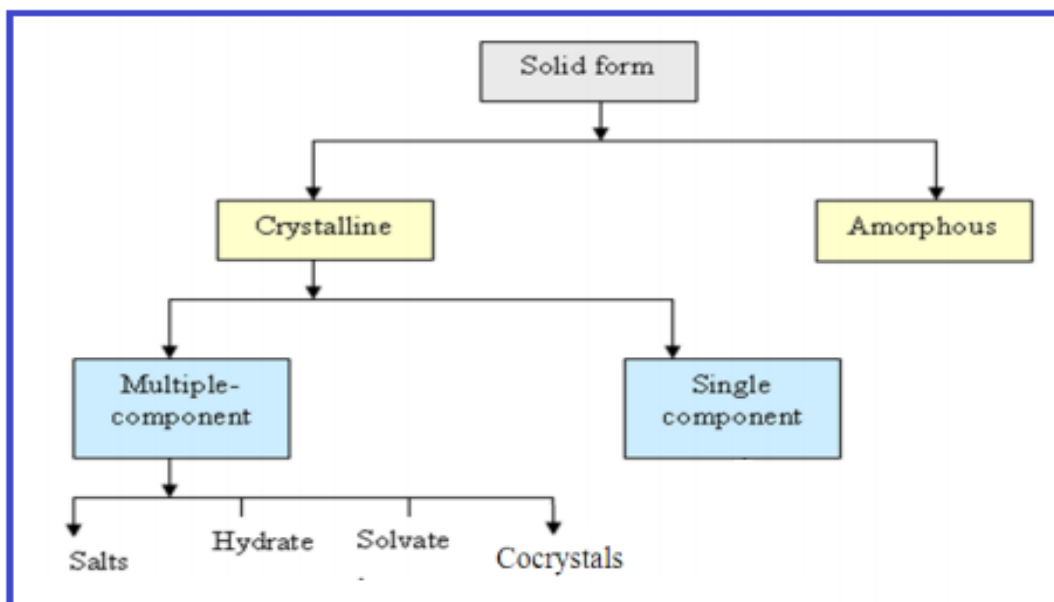 Solid form
Crystalline
Amorphous
Multiple-
component
Single
component
Salts
Hydrate
Solvate
Cocrystals